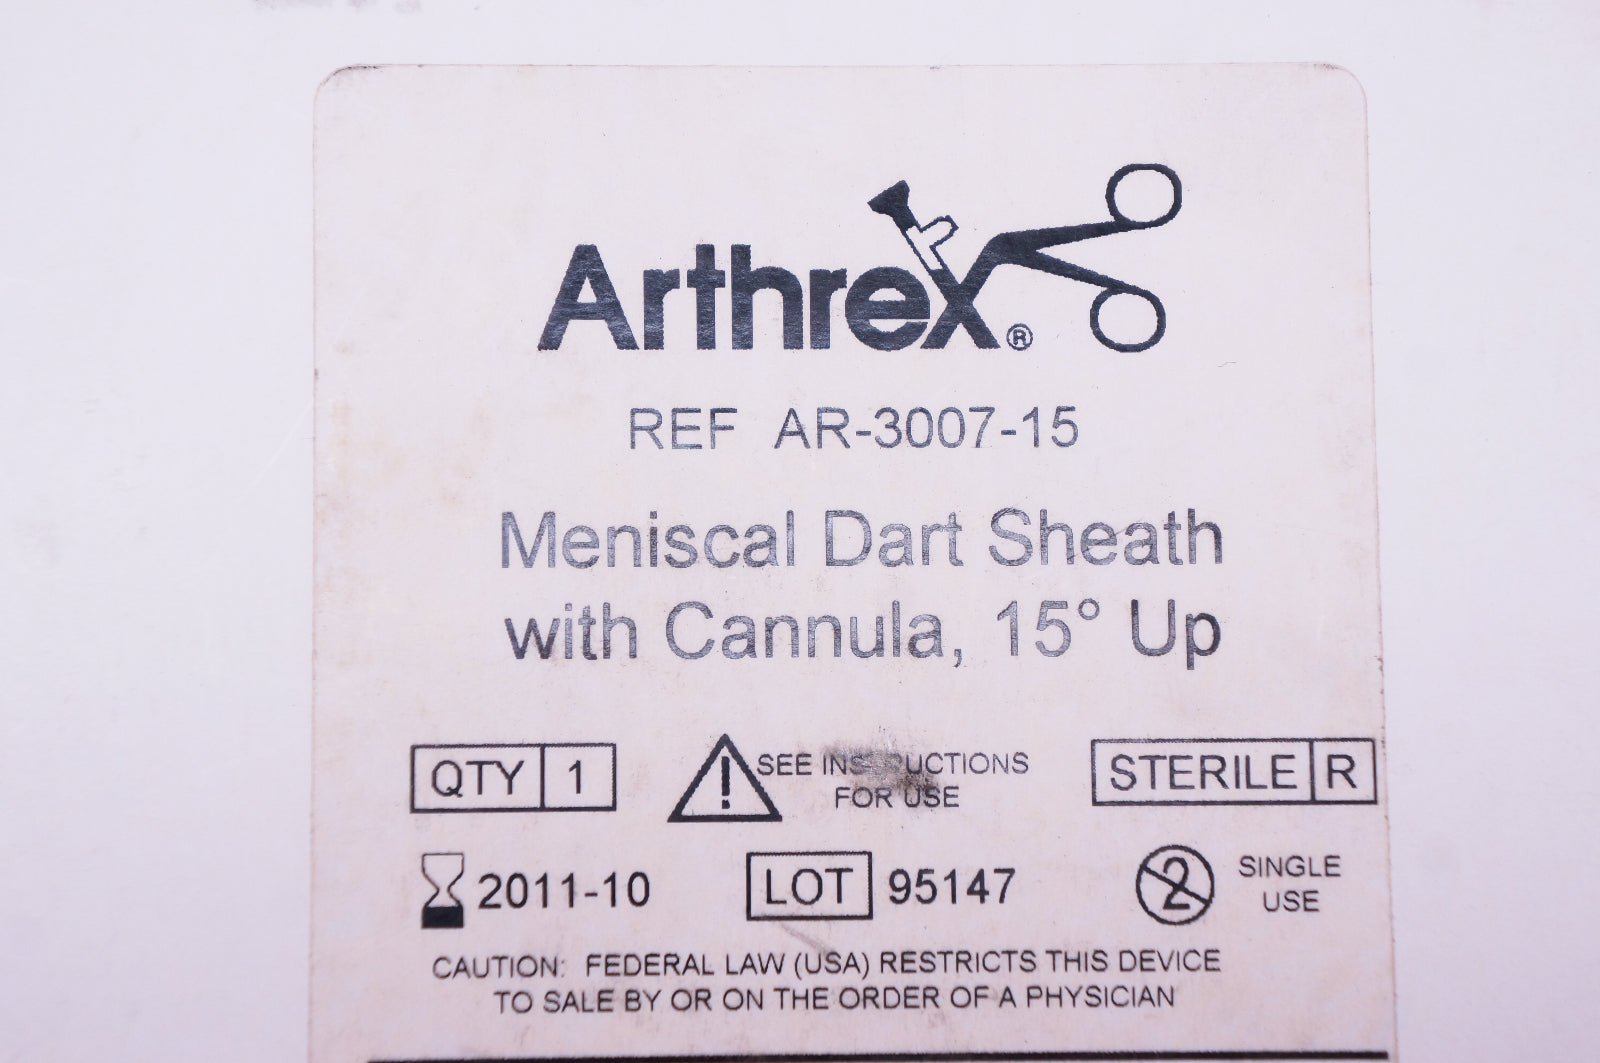 Arthrex®
REF AR-3007-15
Meniscal Dart Sheath
with Cannula, 15° Up
QTY 1
SEE INSTRUCTIONS
FOR USE
STERILE R
2011-10
LOT 95147
2
SINGLE
USE
CAUTION: FEDERAL LAW (USA) RESTRICTS THIS DEVICE
TO SALE BY OR ON THE ORDER OF A PHYSICIAN